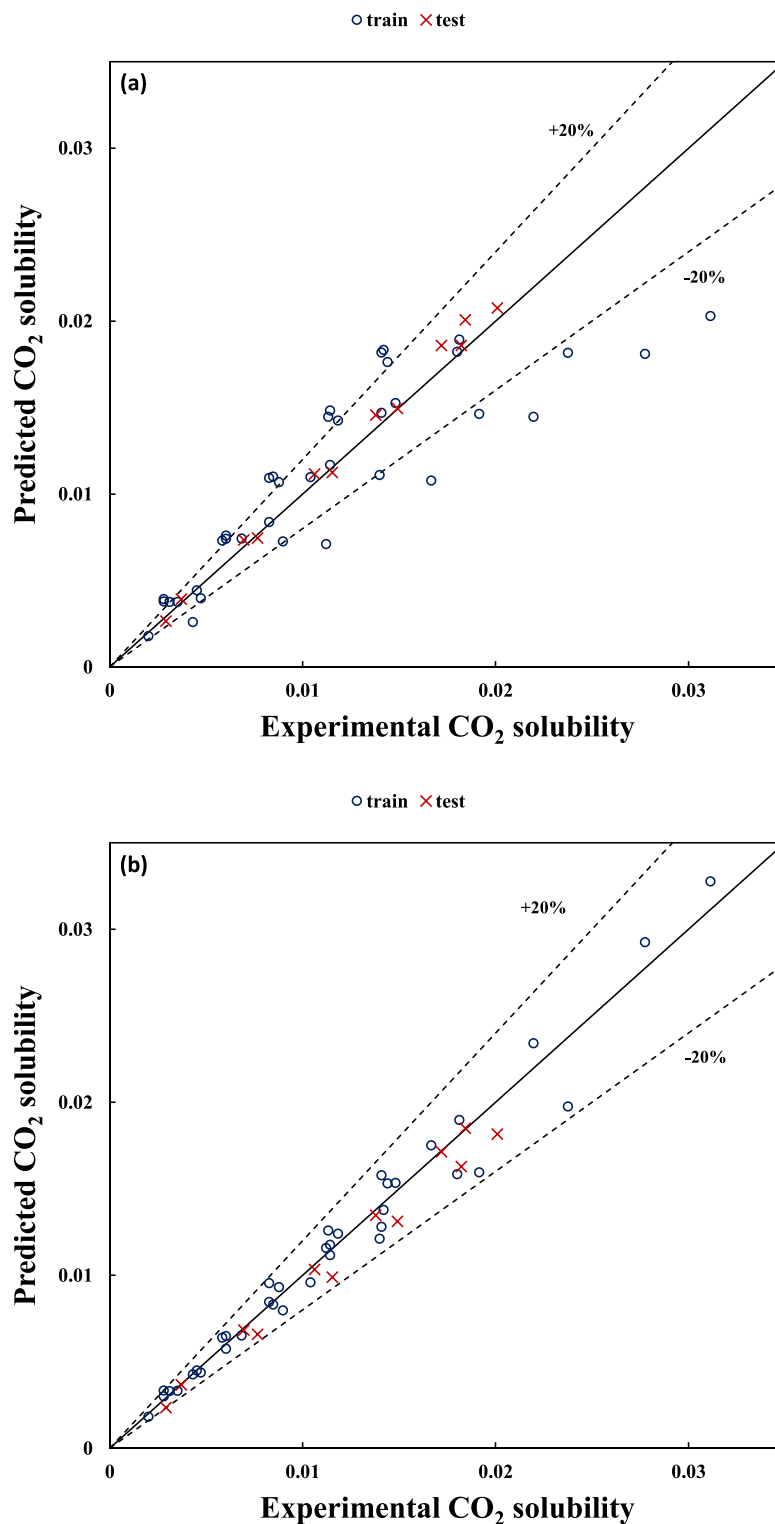 train test
(a)
+20%
0.03
-20%
0.02
0.01
0
0 0.01 0.02 0.03
Predicted CO₂ solubility
Experimental CO₂ solubility
train test
(b)
+20%
0.03
-20%
0.02
0.01
0
0 0.01 0.02 0.03
Predicted CO₂ solubility
Experimental CO₂ solubility